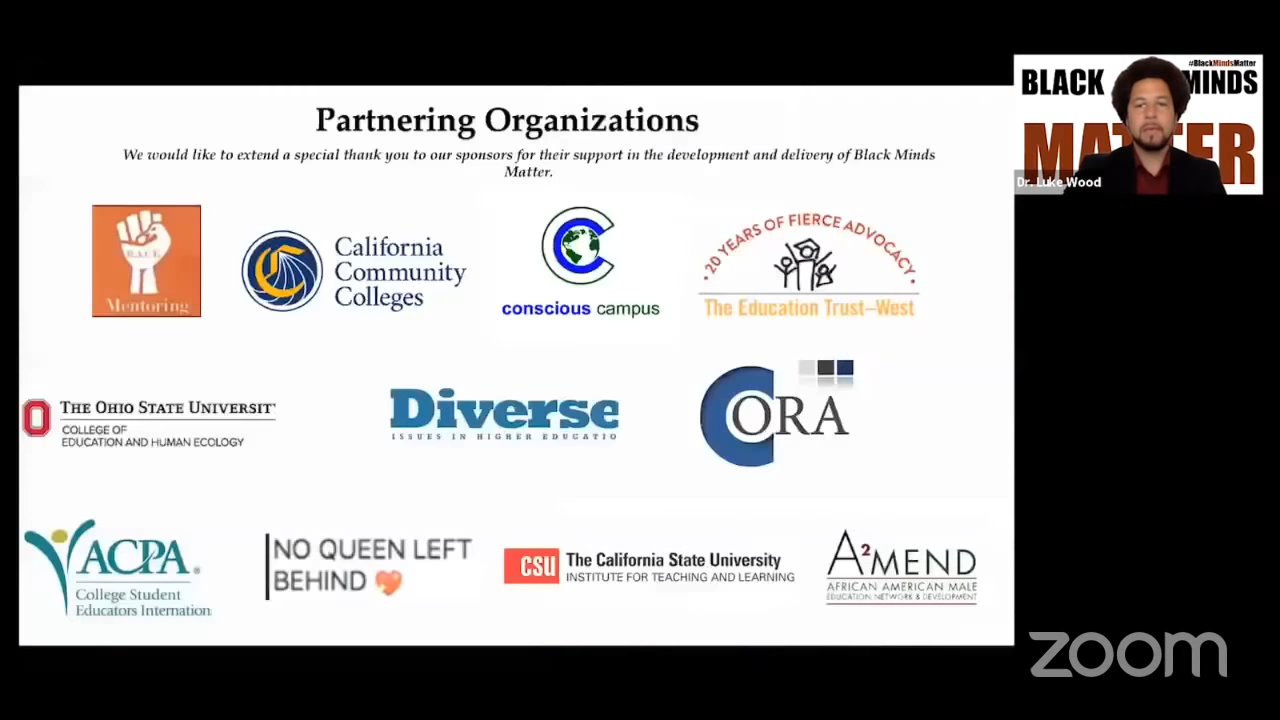 Partnering Organizations
We would like to extend a special thank you to our sponsors for their support in the development and delivery of Black Minds
Matter.
#BlackMindsMatter
BLACK MINDS
MATTER
Dr. Luke Wood
R.A.C.E
Mentoring
California
Community
Colleges
conscious campus
20 YEARS OF FIERCE ADVOCACY
The Education Trust–West
THE OHIO STATE UNIVERSIT
COLLEGE OF
EDUCATION AND HUMAN ECOLOGY
Diverse
ISSUES IN HIGHER EDUCATIO
CORA
ACPA
College Student
Educators Internation
NO QUEEN LEFT
BEHIND
CSU
The California State University
INSTITUTE FOR TEACHING AND LEARNING
A2MEND
AFRICAN AMERICAN MALE
EDUCATION NETWORK & DEVELOPMENT
zoom